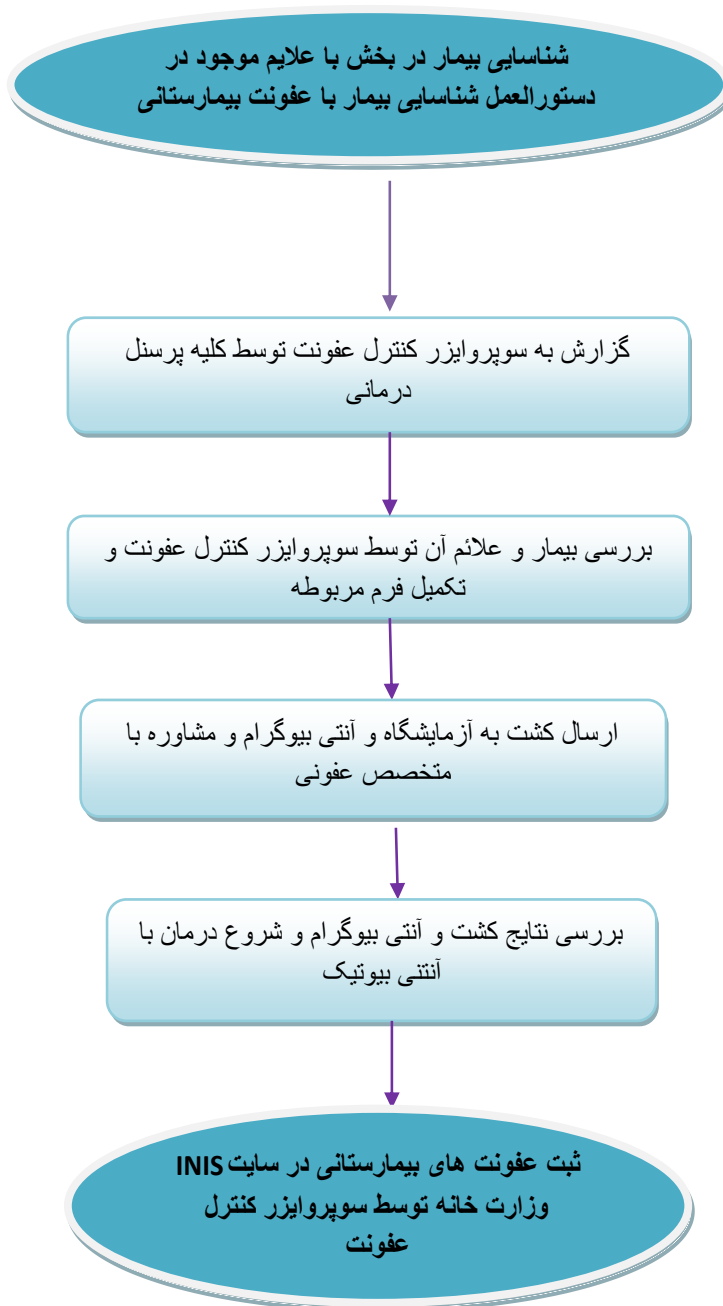 شناسایی بیمار در بخش با علایم موجود در
دستورالعمل شناسایی بیمار با عفونت بیمارستانی
گزارش به سوپروایزر کنترل عفونت توسط کلیه پرسنل
درمانی
بررسی بیمار و علائم آن توسط سوپروایزر کنترل عفونت و
تکمیل فرم مربوطه
ارسال کشت به آزمایشگاه و آنتی بیوگرام و مشاوره با
متخصص عفونی
بررسی نتایج کشت و آنتی بیوگرام و شروع درمان با
آنتنی بیوتیک
ثبت عفونت های بیمارستانی در سایت INIS
وزارت خانه توسط سوپروایزر کنترل
عفونت